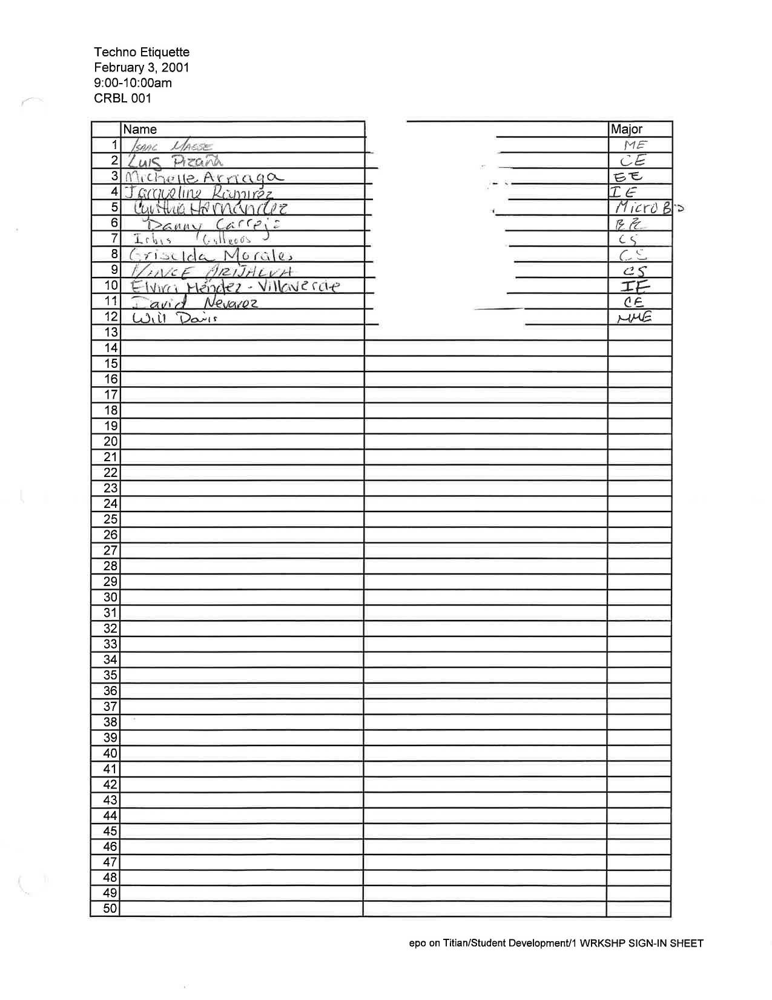 Techno Etiquette
February 3, 2001
9:00-10:00am
CRBL 001
Name Major
1 Isaac Maese ME
2 Luis Pizaña CE
3 Michelle Arriaga EE
4 Jacqueline Ramirez IE
5 Cynthia Hernandez Micro Bio
6 Danny Carreji EE
7 Irbis Gallegos CS
8 Griselda Morales CS
9 VINCE GRIJALVA CS
10 Elvira Méndez-Villaverde IE
11 David Nevarez CE
12 Will Davis MME
13
14
15
16
17
18
19
20
21
22
23
24
25
26
27
28
29
30
31
32
33
34
35
36
37
38
39
40
41
42
43
44
45
46
47
48
49
50
epo on Titian/Student Development/1 WRKSHP SIGN-IN SHEET